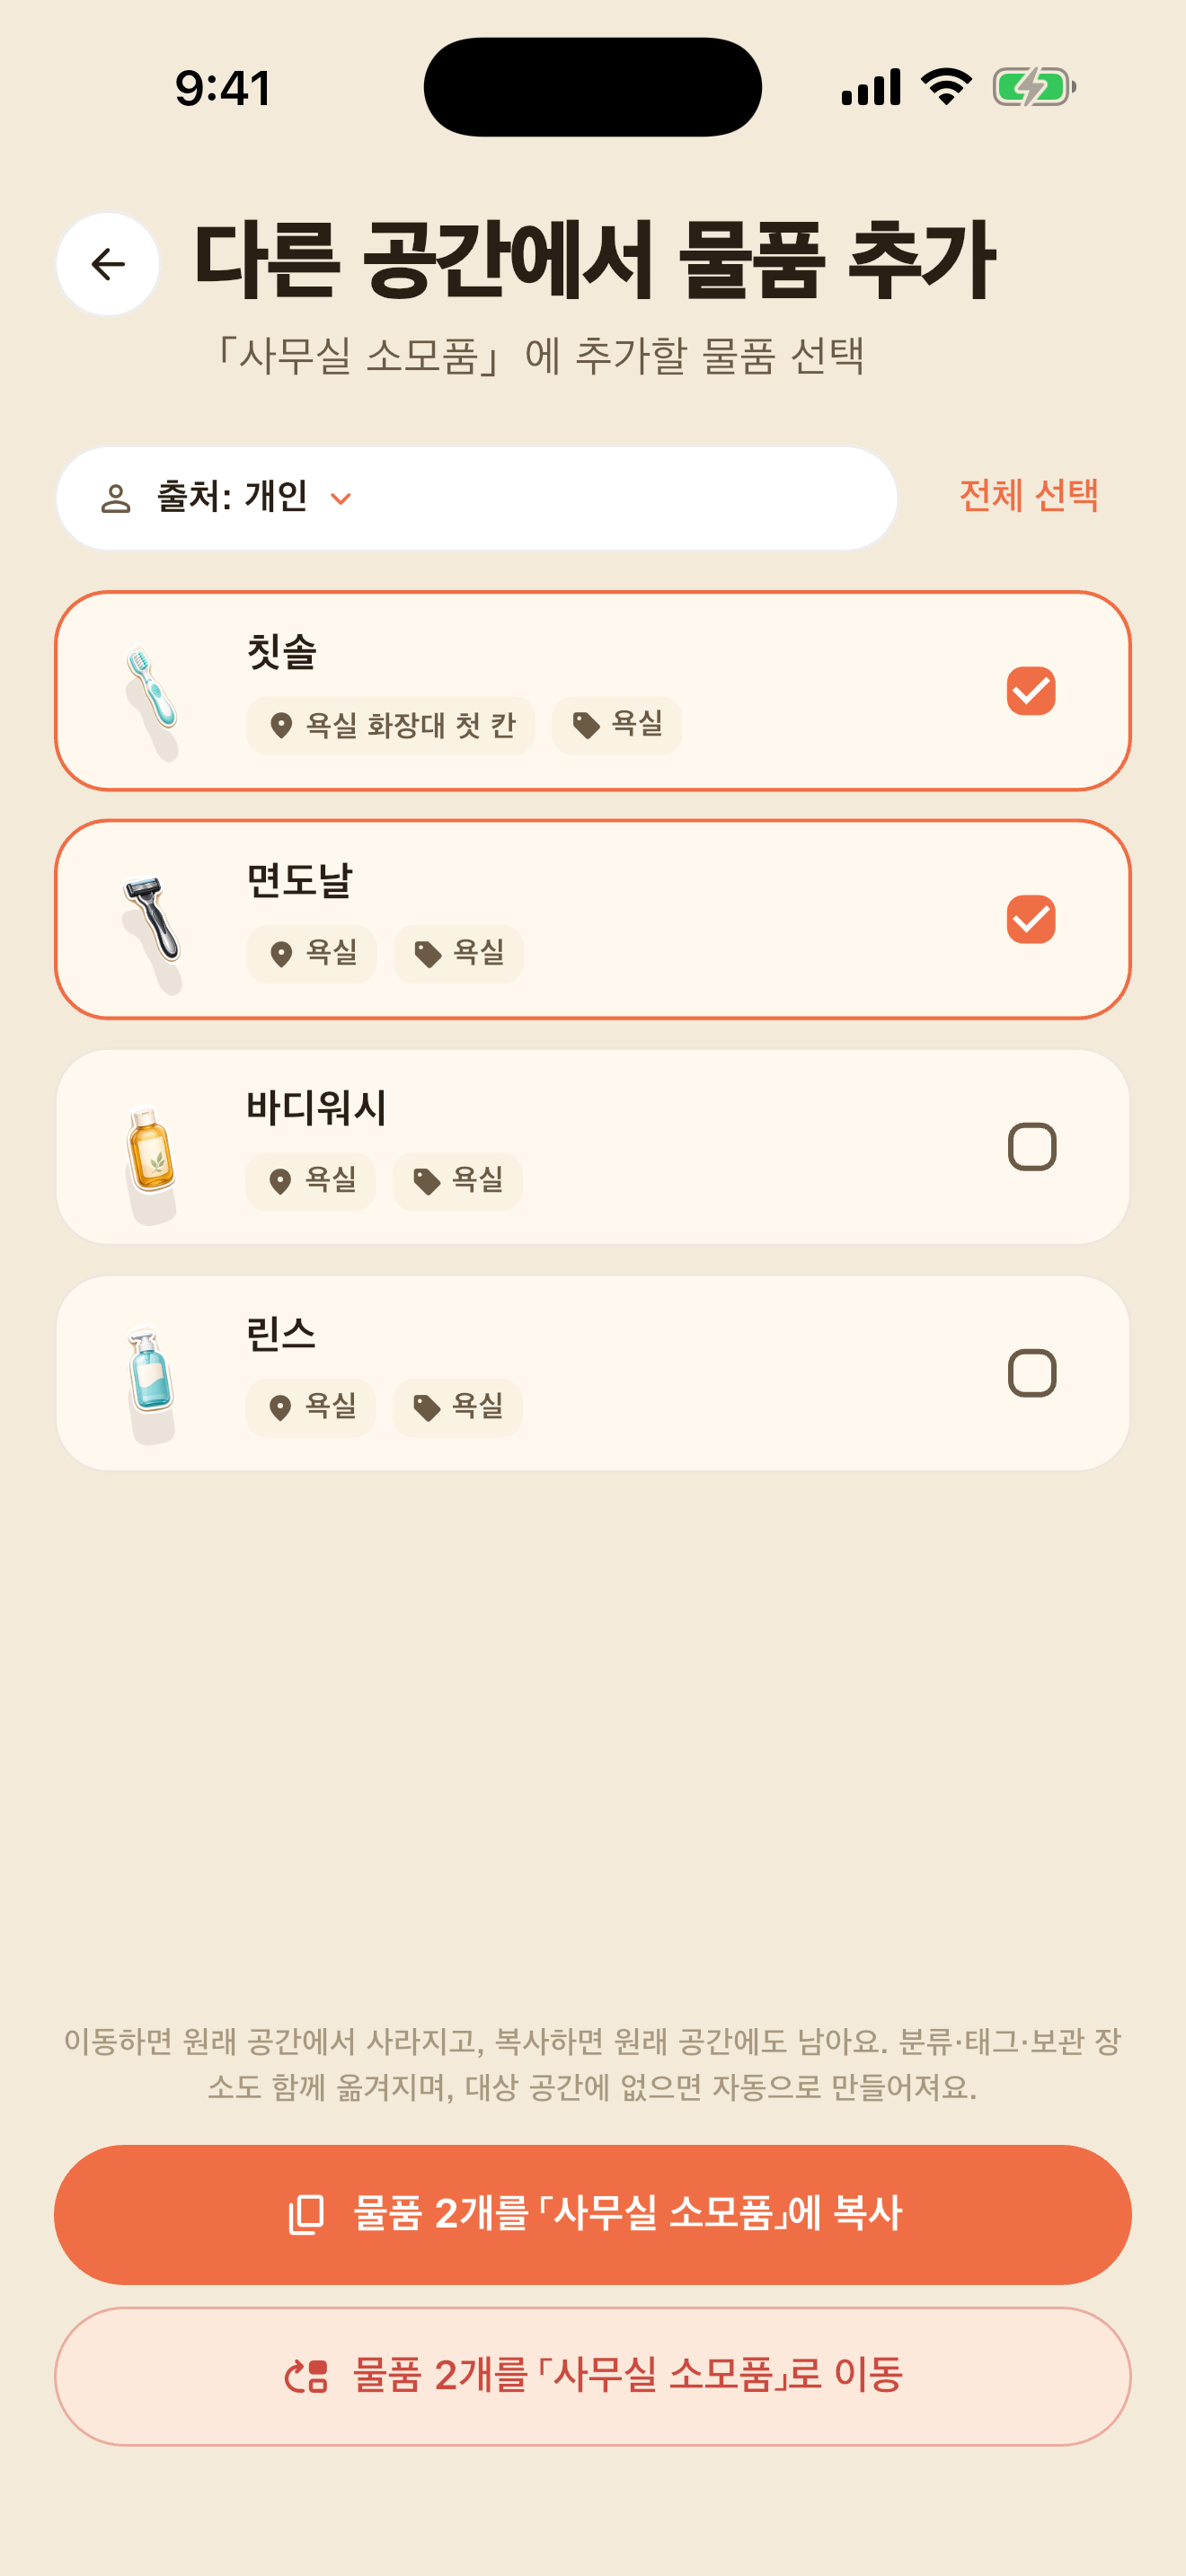 9:41
다른 공간에서 물품 추가
「사무실 소모품」에 추가할 물품 선택
출처: 개인
전체 선택
칫솔
욕실 화장대 첫 칸
욕실
면도날
욕실
욕실
바디워시
욕실
욕실
린스
욕실
욕실
이동하면 원래 공간에서 사라지고, 복사하면 원래 공간에도 남아요. 분류·태그·보관 장
소도 함께 옮겨지며, 대상 공간에 없으면 자동으로 만들어져요.
물품 2개를 「사무실 소모품」에 복사
물품 2개를 「사무실 소모품」로 이동